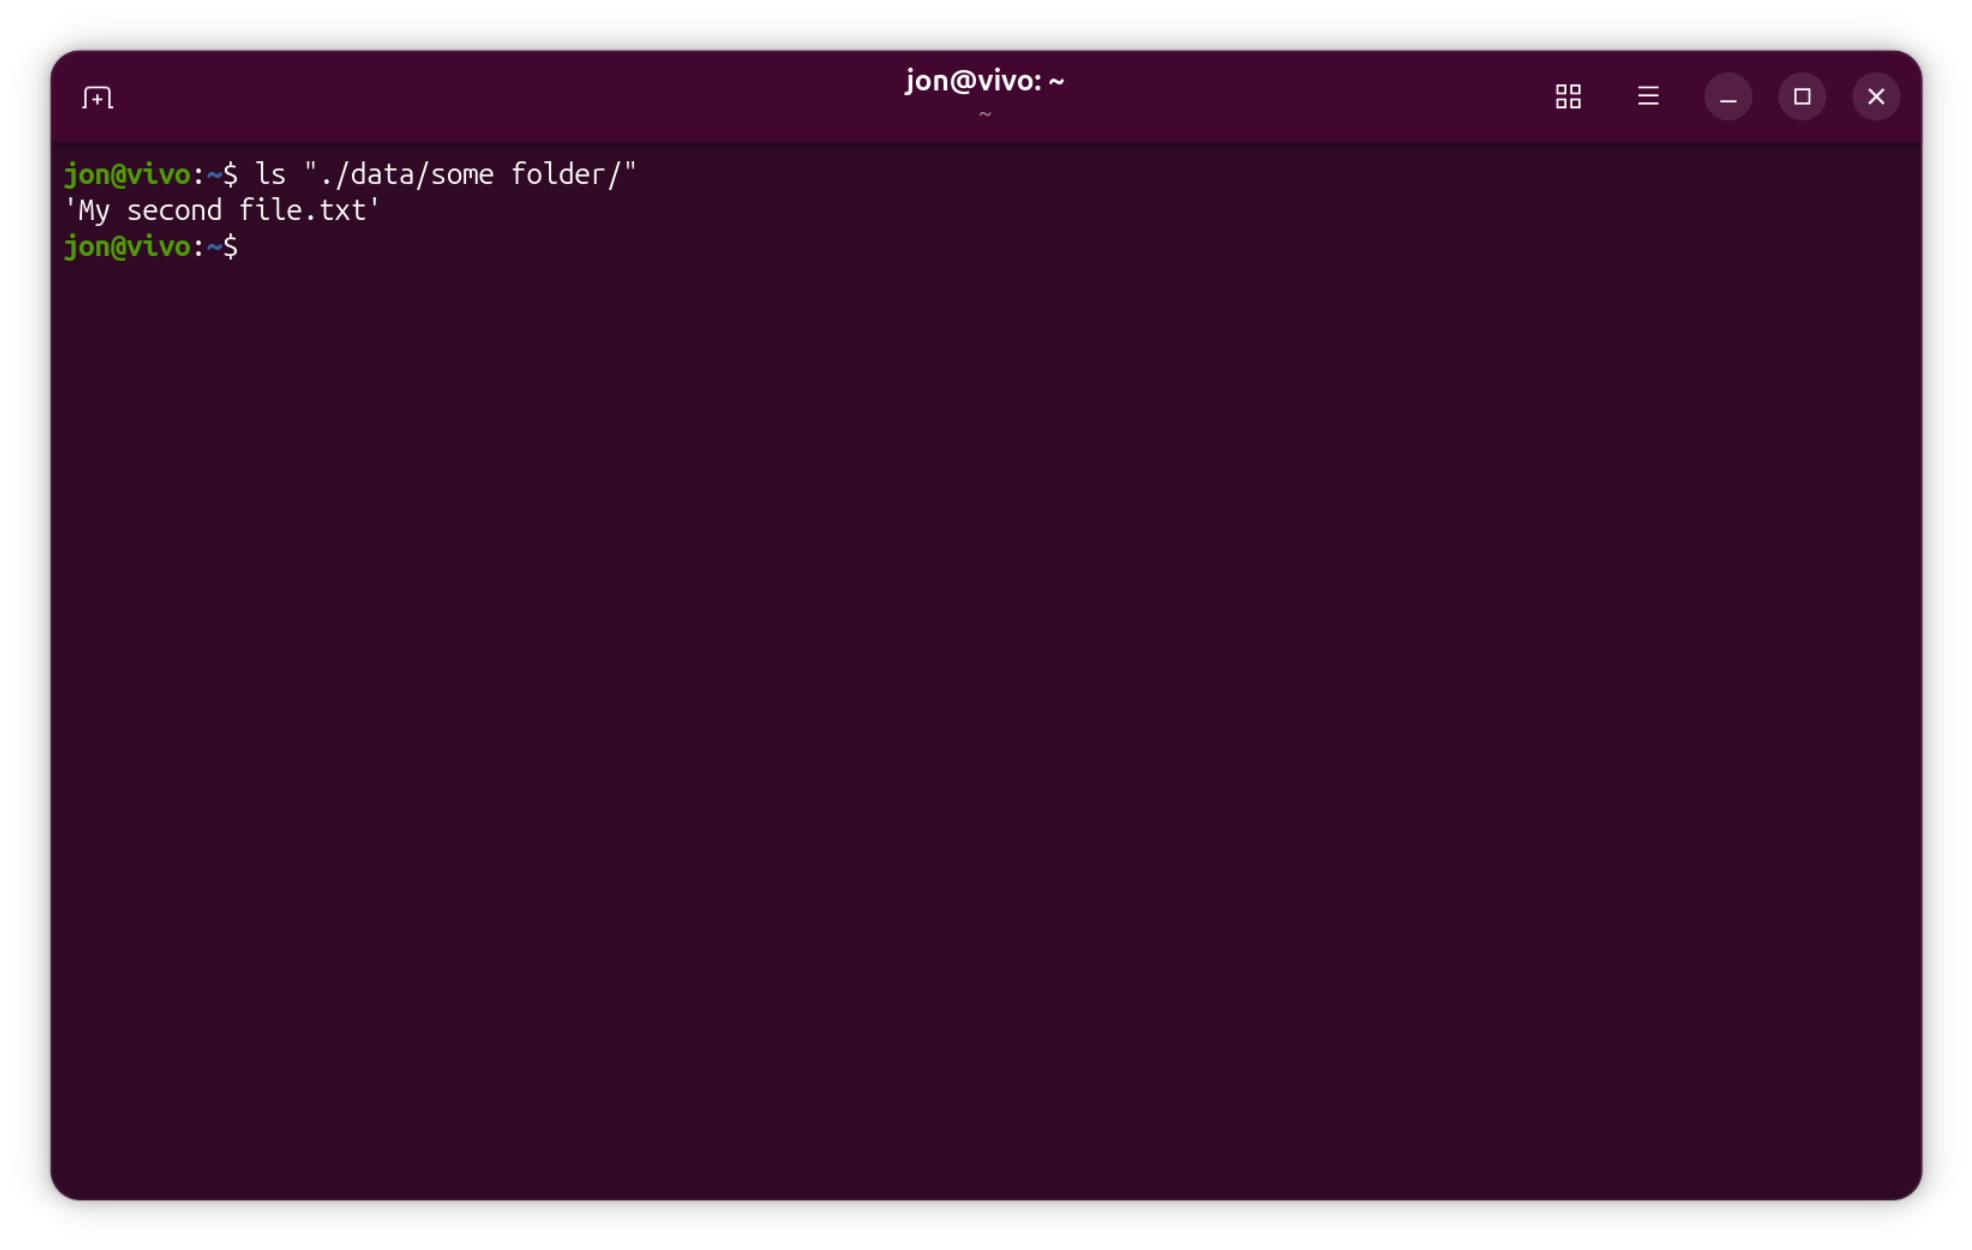 jon@vivo: ~
~
jon@vivo:~$ ls "./data/some folder/"
'My second file.txt'
jon@vivo:~$